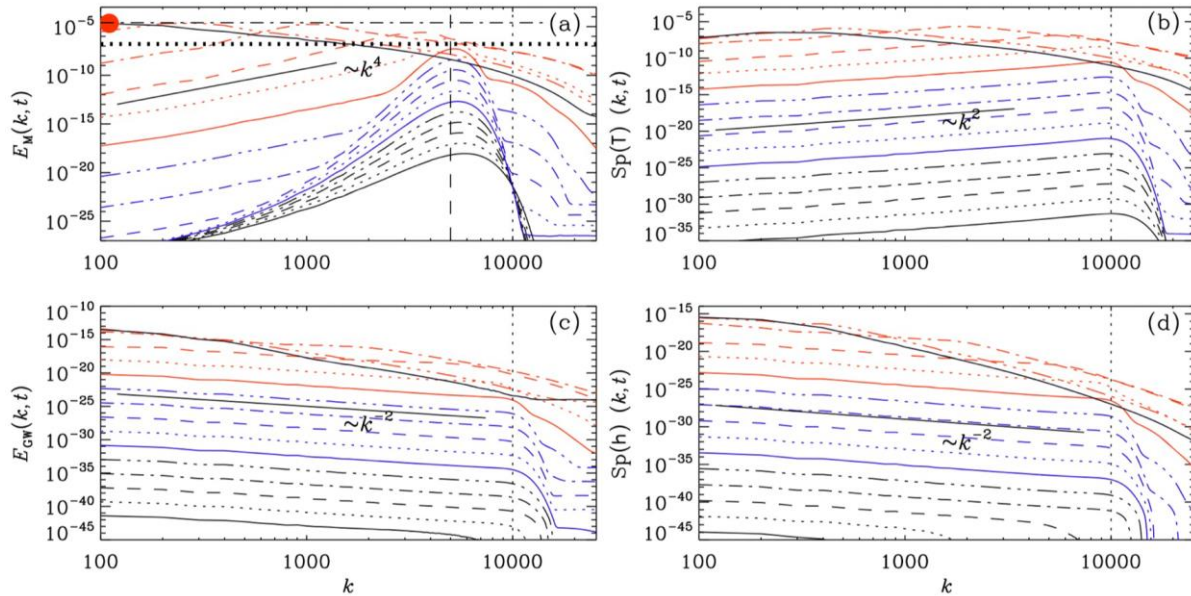 (a)
10^{-5}
10^{-10}
10^{-15}
10^{-20}
10^{-25}
E_M(k,t)
~k^4
100 1000 10000
(b)
10^{-5}
10^{-10}
10^{-15}
10^{-20}
10^{-25}
10^{-30}
10^{-35}
Sp(T) (k,t)
~k^2
100 1000 10000
(c)
10^{-10}
10^{-15}
10^{-20}
10^{-25}
10^{-30}
10^{-35}
10^{-40}
10^{-45}
E_{GW}(k,t)
~k^{-2}
100 1000 10000
k
(d)
10^{-15}
10^{-20}
10^{-25}
10^{-30}
10^{-35}
10^{-40}
10^{-45}
Sp(h) (k,t)
~k^{-2}
100 1000 10000
k